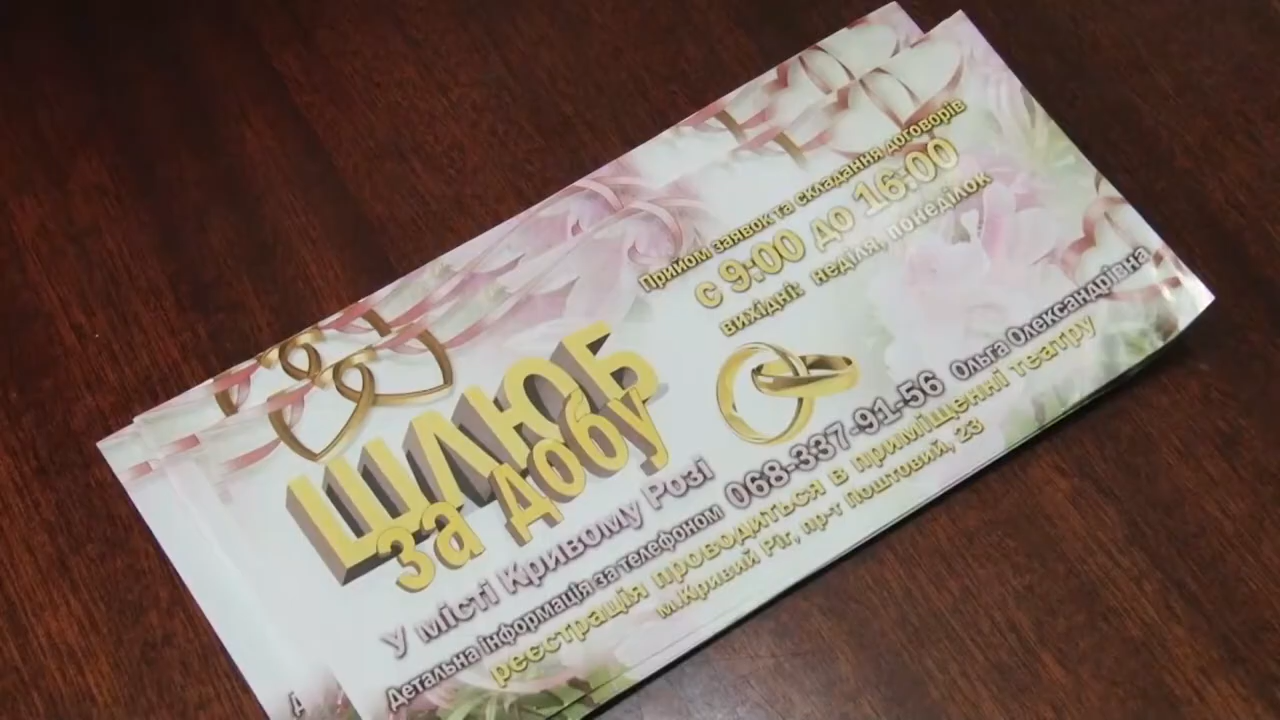 Прийом заявок та складання договорів
с 9:00 до 16:00
вихідні: неділя, понеділок
ШЛЮБ
за добу
у місті Кривому Розі
Детальна інформація за телефоном 068-337-91-56 Ольга Олександрівна
реєстрація проводиться в приміщенні театру
м.Кривий Ріг, пр-т Поштовий, 23